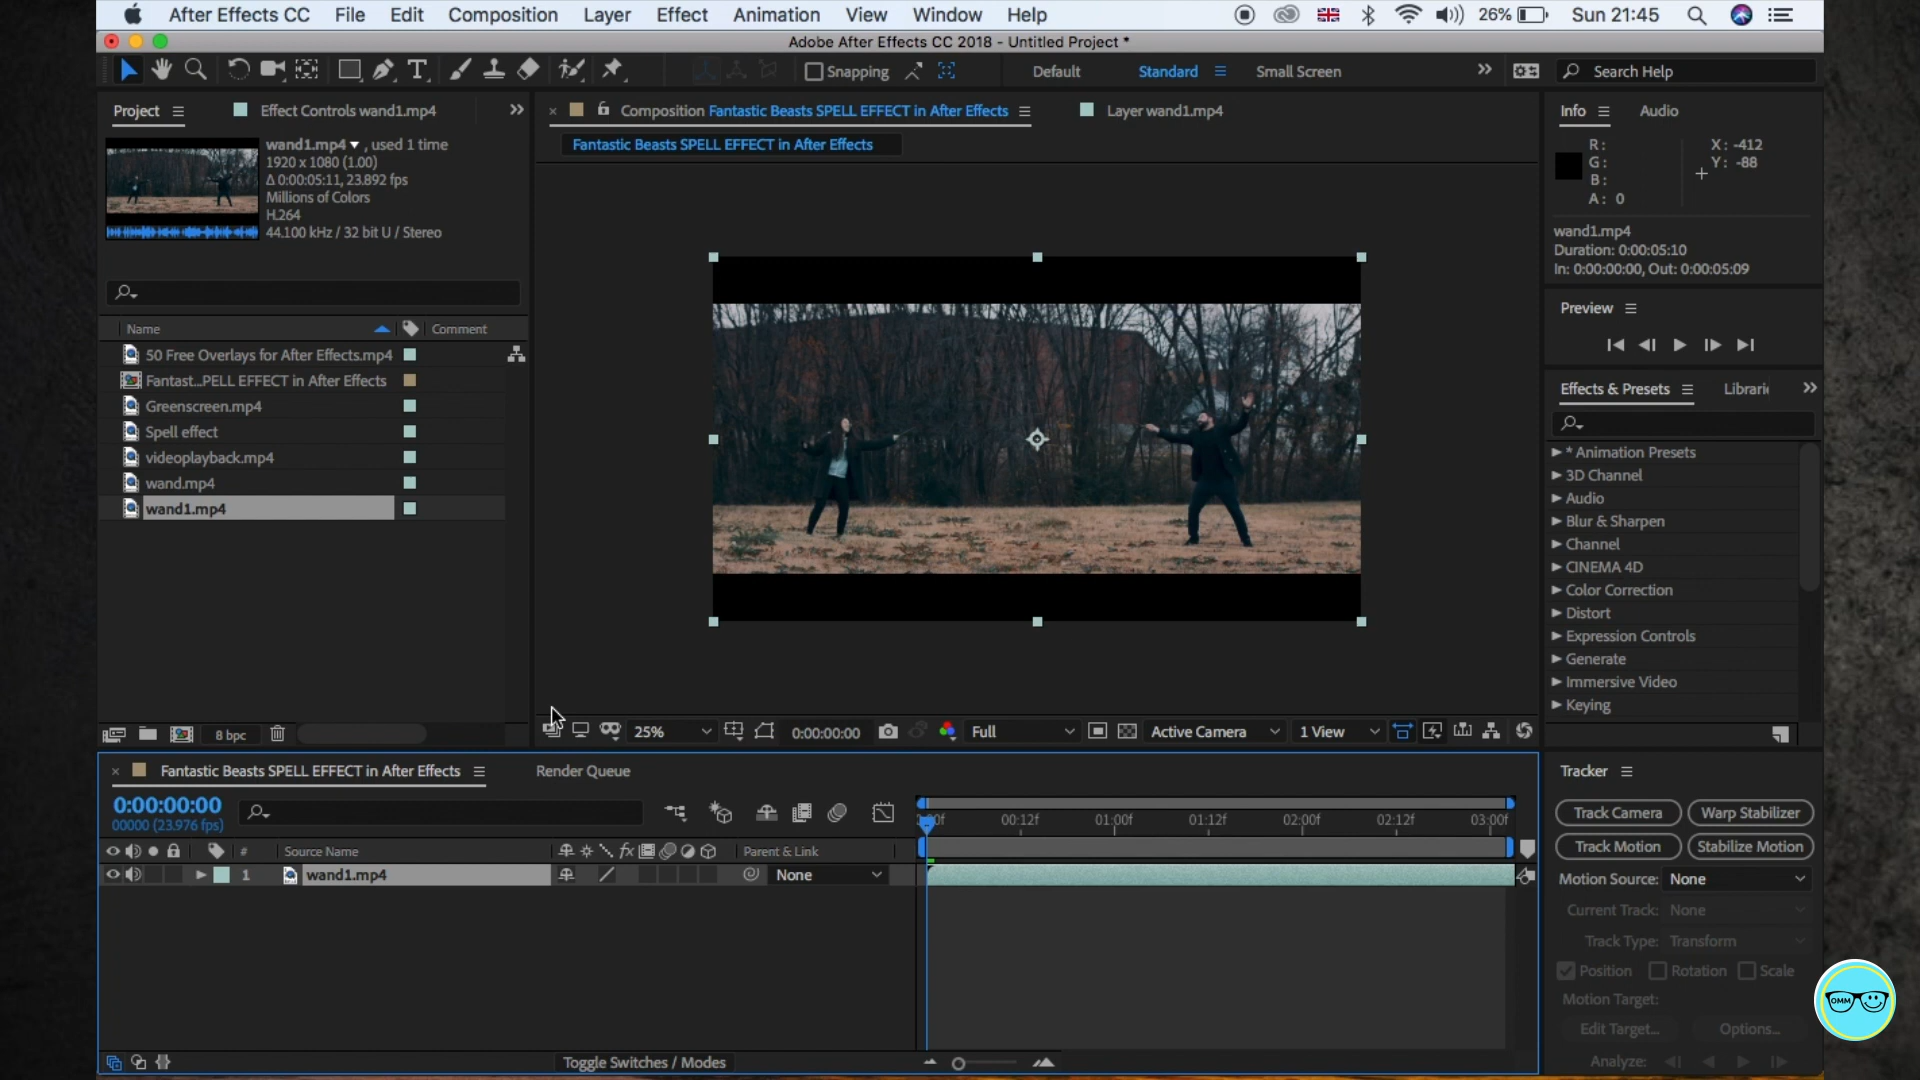 After Effects CC File Edit Composition Layer Effect Animation View Window Help 26% Sun 21:45
Adobe After Effects CC 2018 - Untitled Project *
Snapping Default Standard Small Screen Search Help
Project Effect Controls wand1.mp4
Composition Fantastic Beasts SPELL EFFECT in After Effects Layer wand1.mp4
Fantastic Beasts SPELL EFFECT in After Effects
wand1.mp4 , used 1 time
1920 x 1080 (1.00)
Δ 0:00:05:11, 23.892 fps
Millions of Colors
H.264
44.100 kHz / 32 bit U / Stereo
Name Comment
50 Free Overlays for After Effects.mp4
Fantast...PELL EFFECT in After Effects
Greenscreen.mp4
Spell effect
videoplayback.mp4
wand.mp4
wand1.mp4
8 bpc
25% 0:00:00:00 Full Active Camera 1 View
Info Audio
R: X: -412
G: Y: -88
B:
A: 0
wand1.mp4
Duration: 0:00:05:10
In: 0:00:00:00, Out: 0:00:05:09
Preview
Effects & Presets Librari
* Animation Presets
3D Channel
Audio
Blur & Sharpen
Channel
CINEMA 4D
Color Correction
Distort
Expression Controls
Generate
Immersive Video
Keying
Fantastic Beasts SPELL EFFECT in After Effects Render Queue
0:00:00:00
00000 (23.976 fps)
00:12f 01:00f 01:12f 02:00f 02:12f 03:00f
# Source Name fx Parent & Link
1 wand1.mp4 None
Toggle Switches / Modes
Tracker
Track Camera Warp Stabilizer
Track Motion Stabilize Motion
Motion Source: None
Current Track: None
Track Type: Transform
Position Rotation Scale
Motion Target:
Edit Target... Options...
Analyze:
OMM